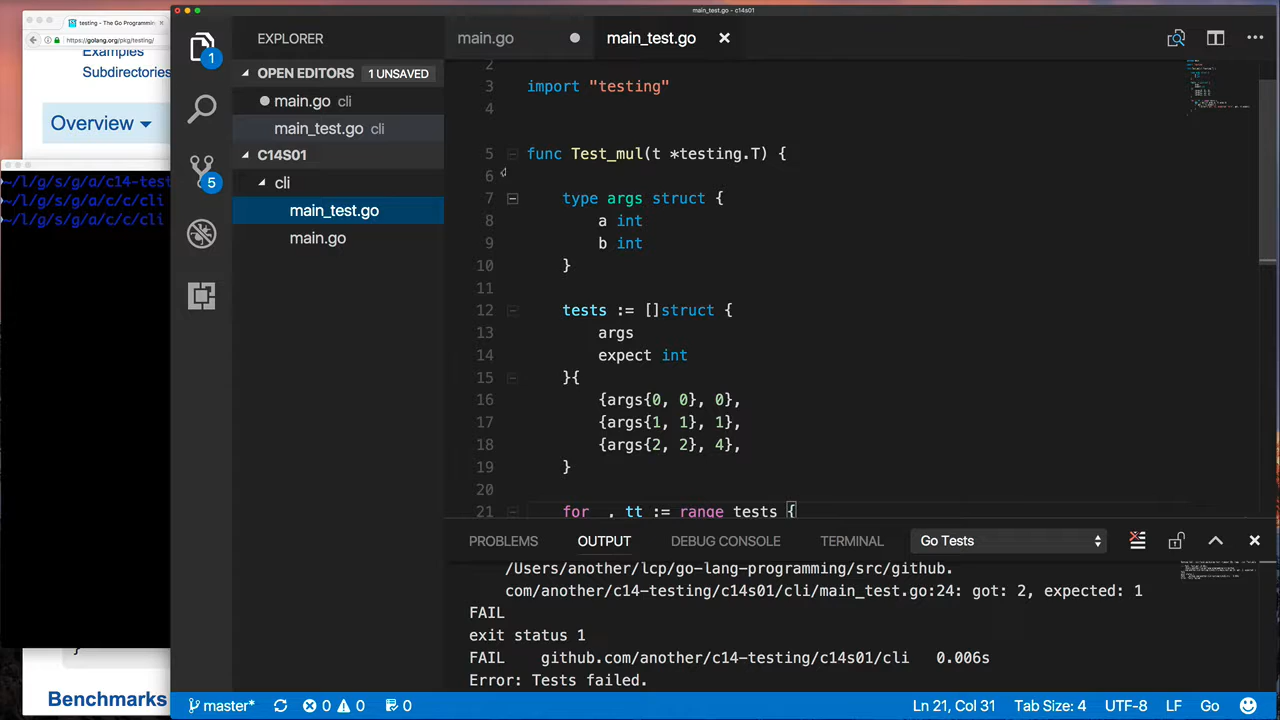 main_test.go - c14s01
testing - The Go Programmin
https://golang.org/pkg/testing/
Examples
Subdirectories
Overview
~/l/g/s/g/a/c14-test
~/l/g/s/g/a/c/c/cli
~/l/g/s/g/a/c/c/cli
Benchmarks
1
5
EXPLORER
OPEN EDITORS 1 UNSAVED
main.go cli
main_test.go cli
C14S01
cli
main_test.go
main.go
main.go
main_test.go
2
3 import "testing"
4
5 func Test_mul(t *testing.T) {
6
7 type args struct {
8 a int
9 b int
10 }
11
12 tests := []struct {
13 args
14 expect int
15 }{
16 {args{0, 0}, 0},
17 {args{1, 1}, 1},
18 {args{2, 2}, 4},
19 }
20
21 for _, tt := range tests {
PROBLEMS OUTPUT DEBUG CONSOLE TERMINAL Go Tests
/Users/another/lcp/go-lang-programming/src/github.
com/another/c14-testing/c14s01/cli/main_test.go:24: got: 2, expected: 1
FAIL
exit status 1
FAIL github.com/another/c14-testing/c14s01/cli 0.006s
Error: Tests failed.
master* 0 0 0 Ln 21, Col 31 Tab Size: 4 UTF-8 LF Go